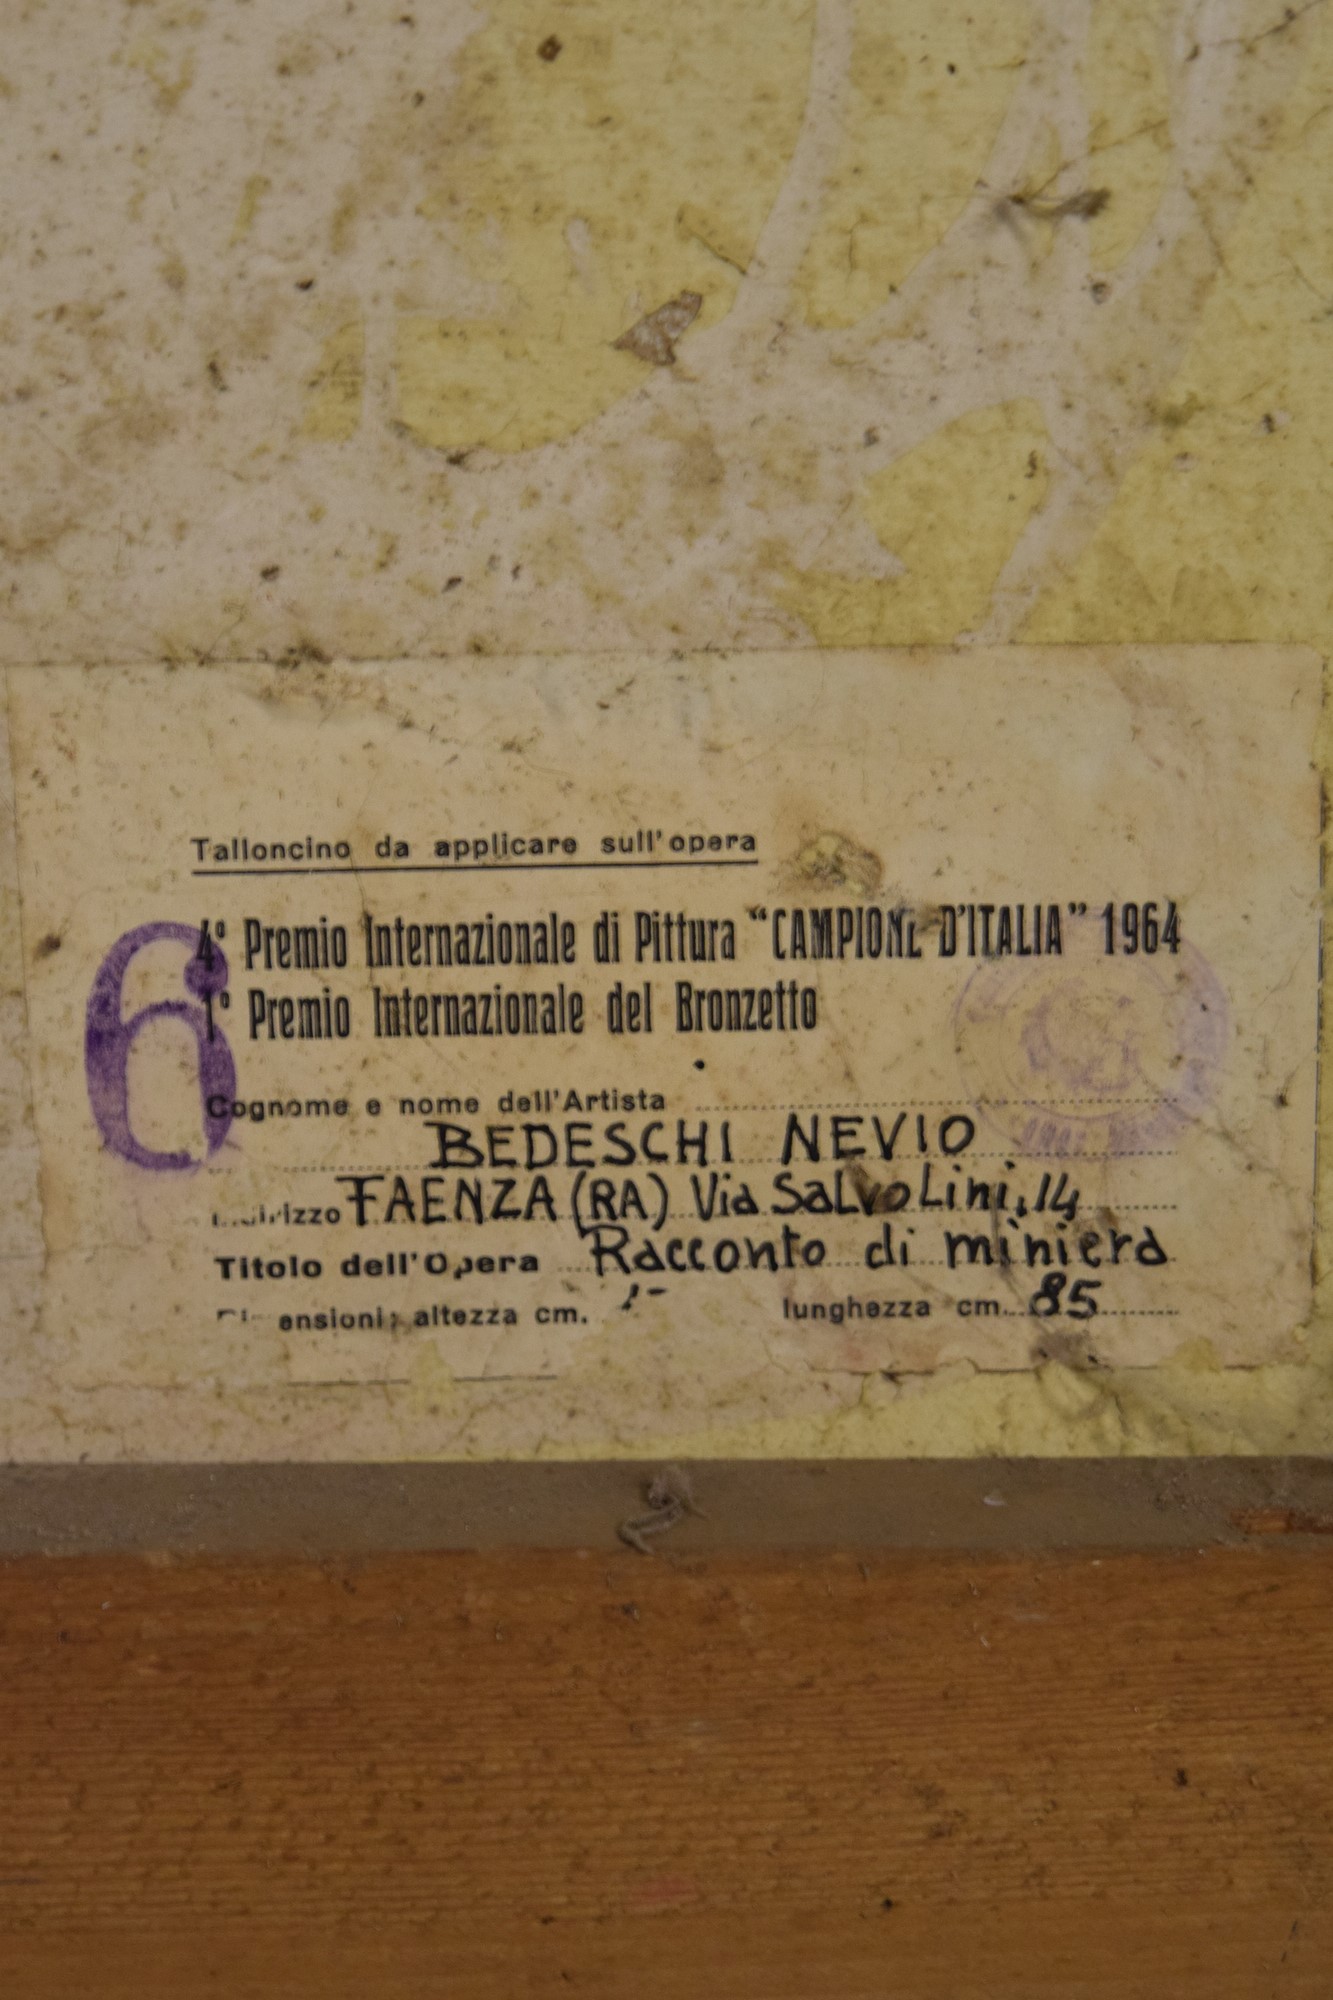 Talloncino da applicare sull'opera
4° Premio Internazionale di Pittura "CAMPIONE D'ITALIA" 1964
1° Premio Internazionale del Bronzetto
6
Cognome e nome dell'Artista
BEDESCHI NEVIO
FAENZA (RA) Via Salvolini, 14
Titolo dell'Opera Racconto di miniera
altezza cm.
lunghezza cm. 85